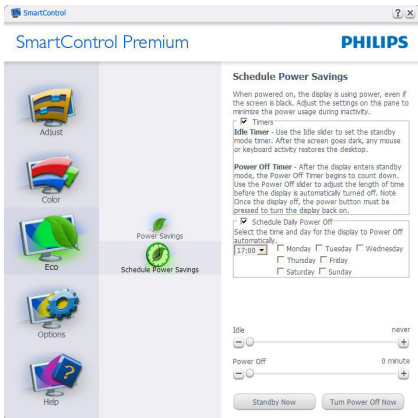 SmartControl
SmartControl Premium
PHILIPS
Adjust
Color
Eco
Options
Help
Power Savings
Schedule Power Savings
Schedule Power Savings
When powered on, the display is using power, even if
the screen is black. Adjust the settings on this pane to
minimize the power usage during inactivity.
Timers
Idle Timer - Use the Idle slider to set the standby
mode timer. After the screen goes dark, any mouse
or keyboard activity restores the desktop.
Power Off Timer - After the display enters standby
mode, the Power Off Timer begins to count down.
Use the Power Off slider to adjust the length of time
before the display is automatically turned off. Note
Once the display off, the power button must be
pressed to turn the display back on.
Schedule Daily Power Off
Select the time and day for the display to Power Off
automatically.
17:00 Monday Tuesday Wednesday
Thursday Friday
Saturday Sunday
Idle never
Power Off 0 minute
Standby Now Turn Power Off Now